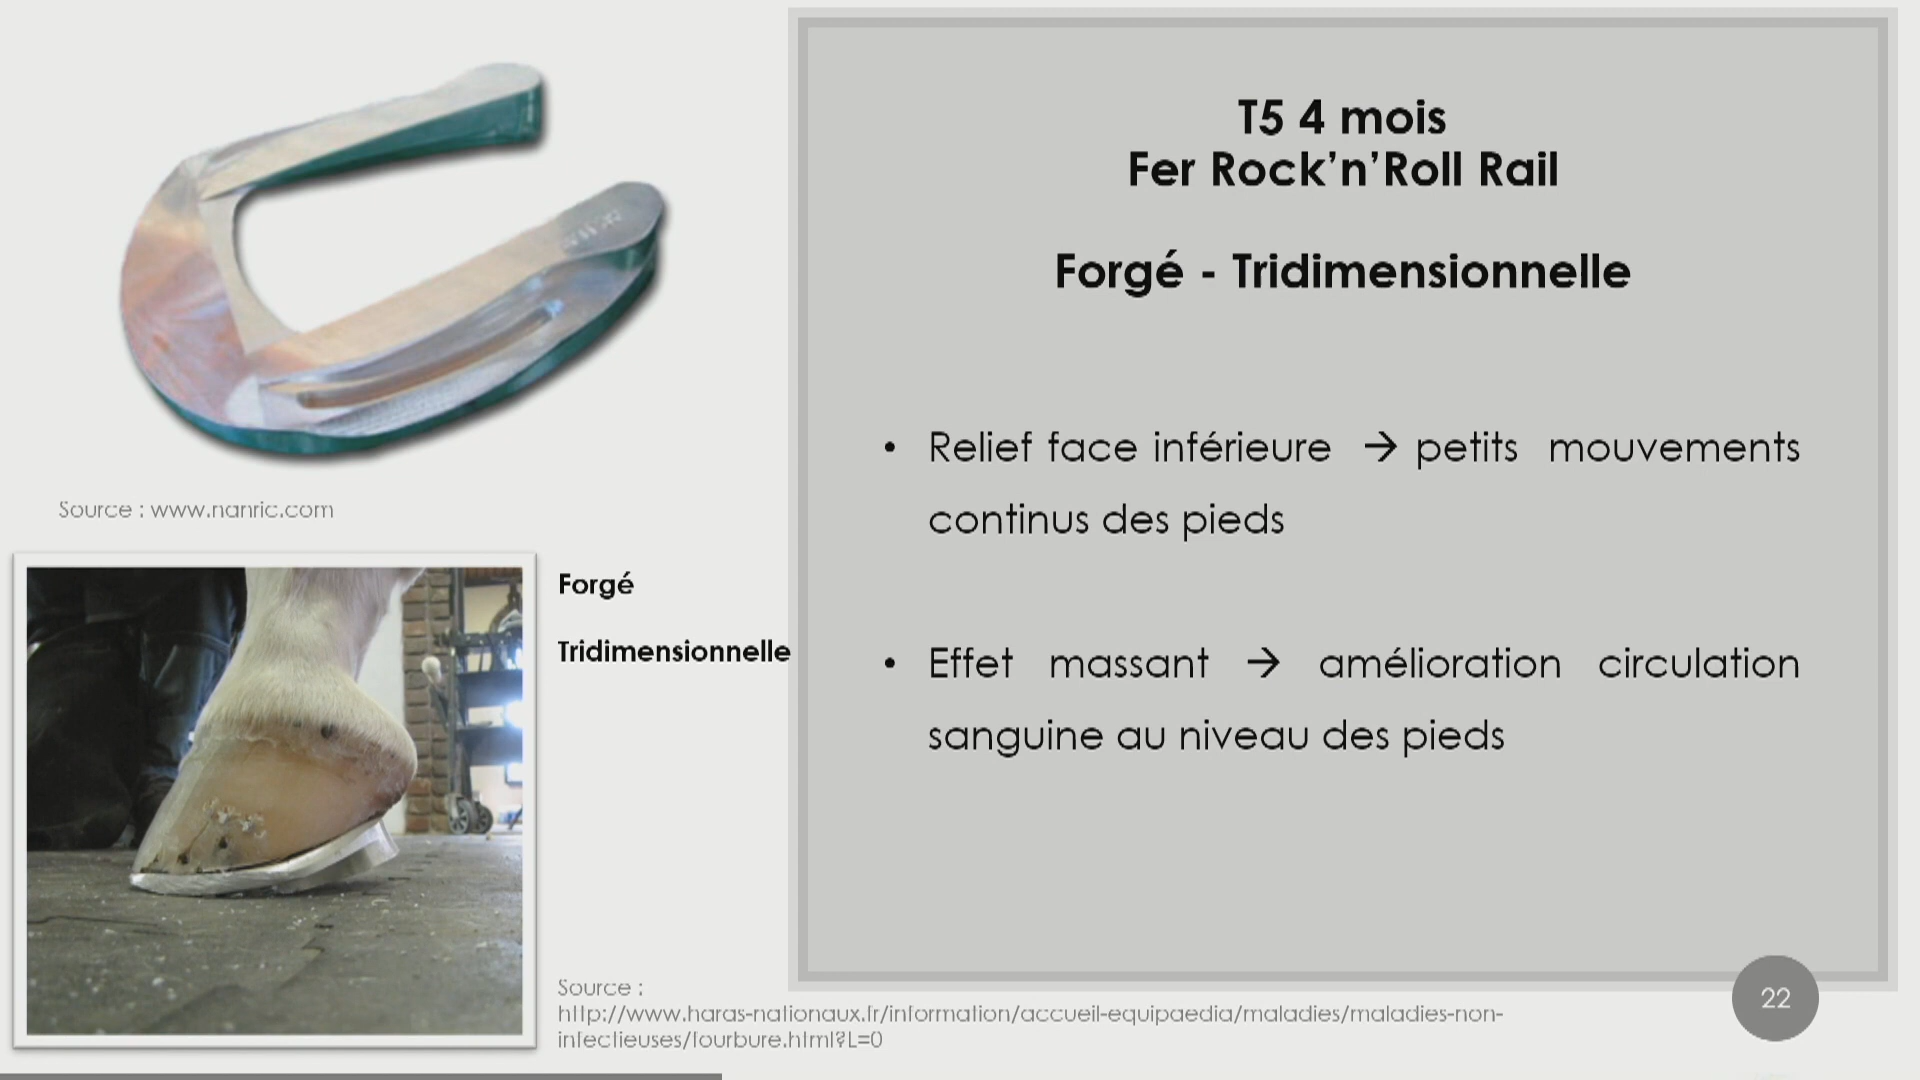 T5 4 mois
Fer Rock’n’Roll Rail
Forgé - Tridimensionnelle
• Relief face inférieure → petits mouvements
continus des pieds
• Effet massant → amélioration circulation
sanguine au niveau des pieds
Source : www.nanric.com
Forgé
Tridimensionnelle
Source :
http://www.haras-nationaux.fr/information/accueil-equipaedia/maladies/maladies-non-
infectieuses/fourbure.html?L=0
22